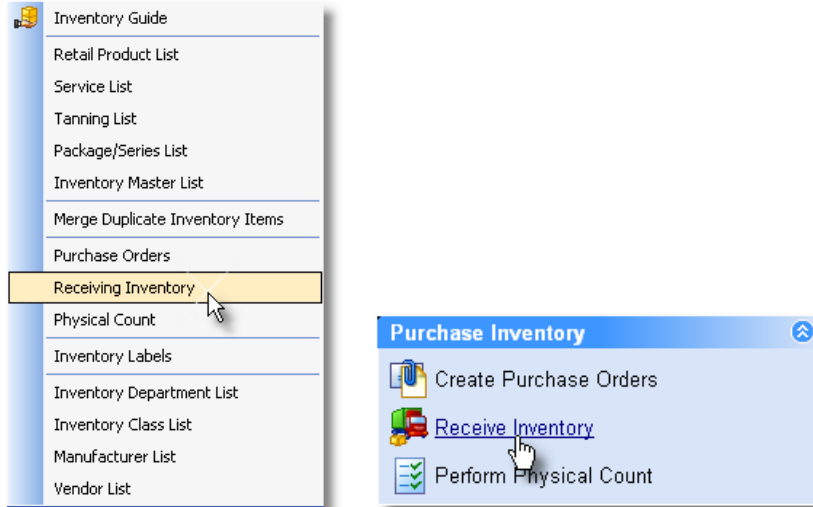 Inventory Guide
Retail Product List
Service List
Tanning List
Package/Series List
Inventory Master List
Merge Duplicate Inventory Items
Purchase Orders
Receiving Inventory
Physical Count
Inventory Labels
Inventory Department List
Inventory Class List
Manufacturer List
Vendor List
Purchase Inventory
Create Purchase Orders
Receive Inventory
Perform Physical Count